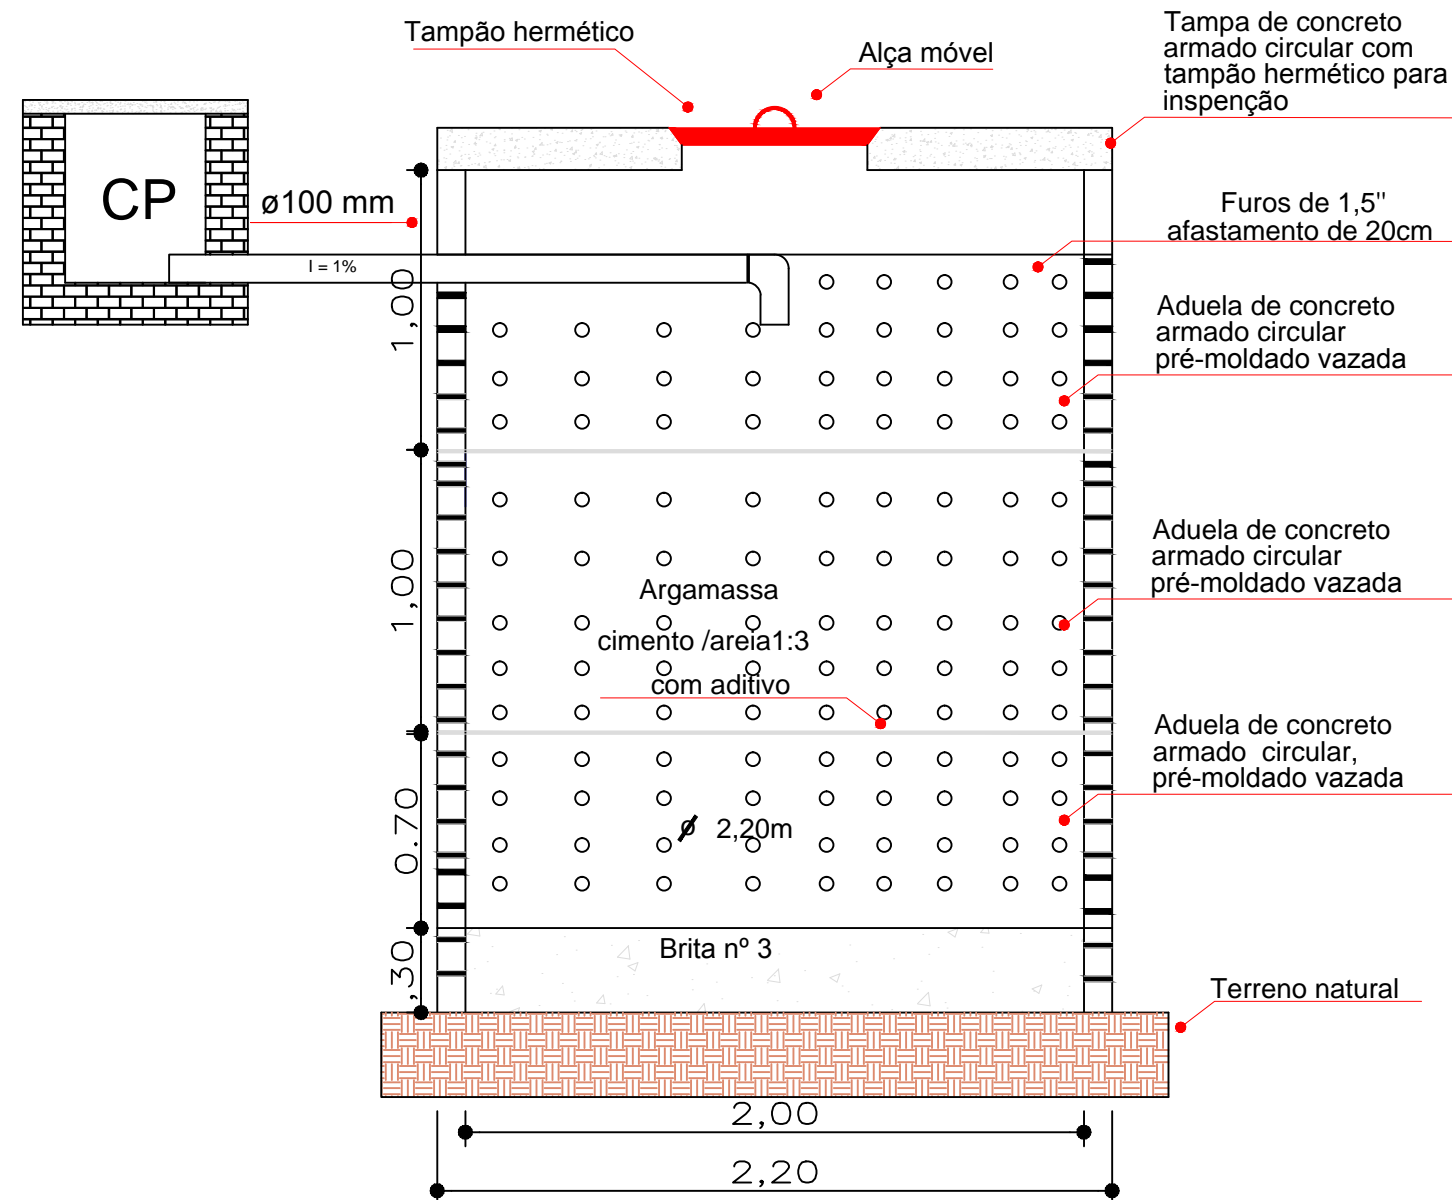 Tampão hermético
Alça móvel
Tampa de concreto
armado circular com
tampão hermético para
inspenção
CP
ø100 mm
Furos de 1,5"
afastamento de 20cm
I = 1%
1,00
Aduela de concreto
armado circular
pré-moldado vazada
1,00
Argamassa
cimento /areia1:3
com aditivo
Aduela de concreto
armado circular
pré-moldado vazada
Aduela de concreto
armado circular,
pré-moldado vazada
0.70
ø 2,20m
,30
Brita nº 3
Terreno natural
2,00
2,20